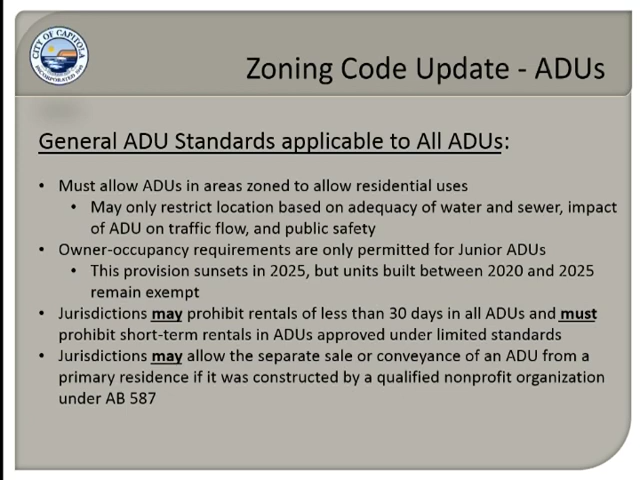 CITY OF CAPITOLA
INCORPORATED 1949
Zoning Code Update - ADUs
General ADU Standards applicable to All ADUs:
• Must allow ADUs in areas zoned to allow residential uses
• May only restrict location based on adequacy of water and sewer, impact
of ADU on traffic flow, and public safety
• Owner-occupancy requirements are only permitted for Junior ADUs
• This provision sunsets in 2025, but units built between 2020 and 2025
remain exempt
• Jurisdictions may prohibit rentals of less than 30 days in all ADUs and must
prohibit short-term rentals in ADUs approved under limited standards
• Jurisdictions may allow the separate sale or conveyance of an ADU from a
primary residence if it was constructed by a qualified nonprofit organization
under AB 587